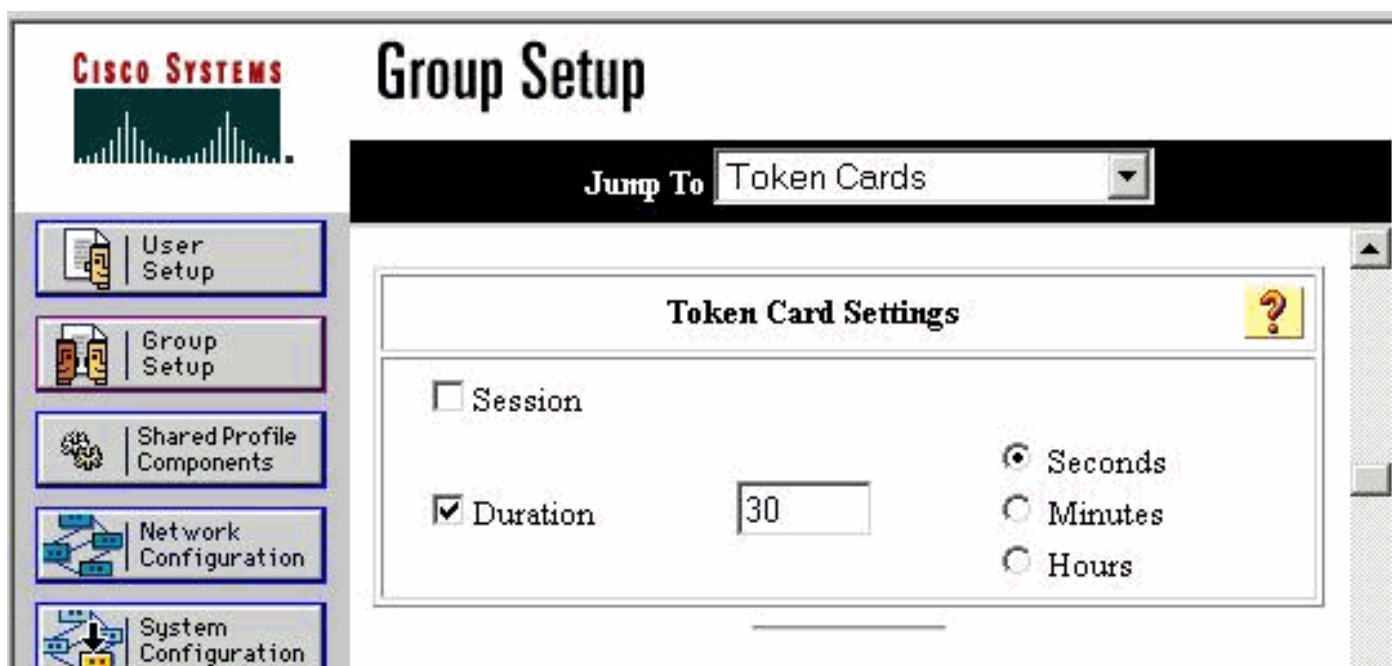 CISCO SYSTEMS
Group Setup
Jump To Token Cards
User
Setup
Group
Setup
Shared Profile
Components
Network
Configuration
System
Configuration
Token Card Settings
?
Session
Duration 30
Seconds
Minutes
Hours